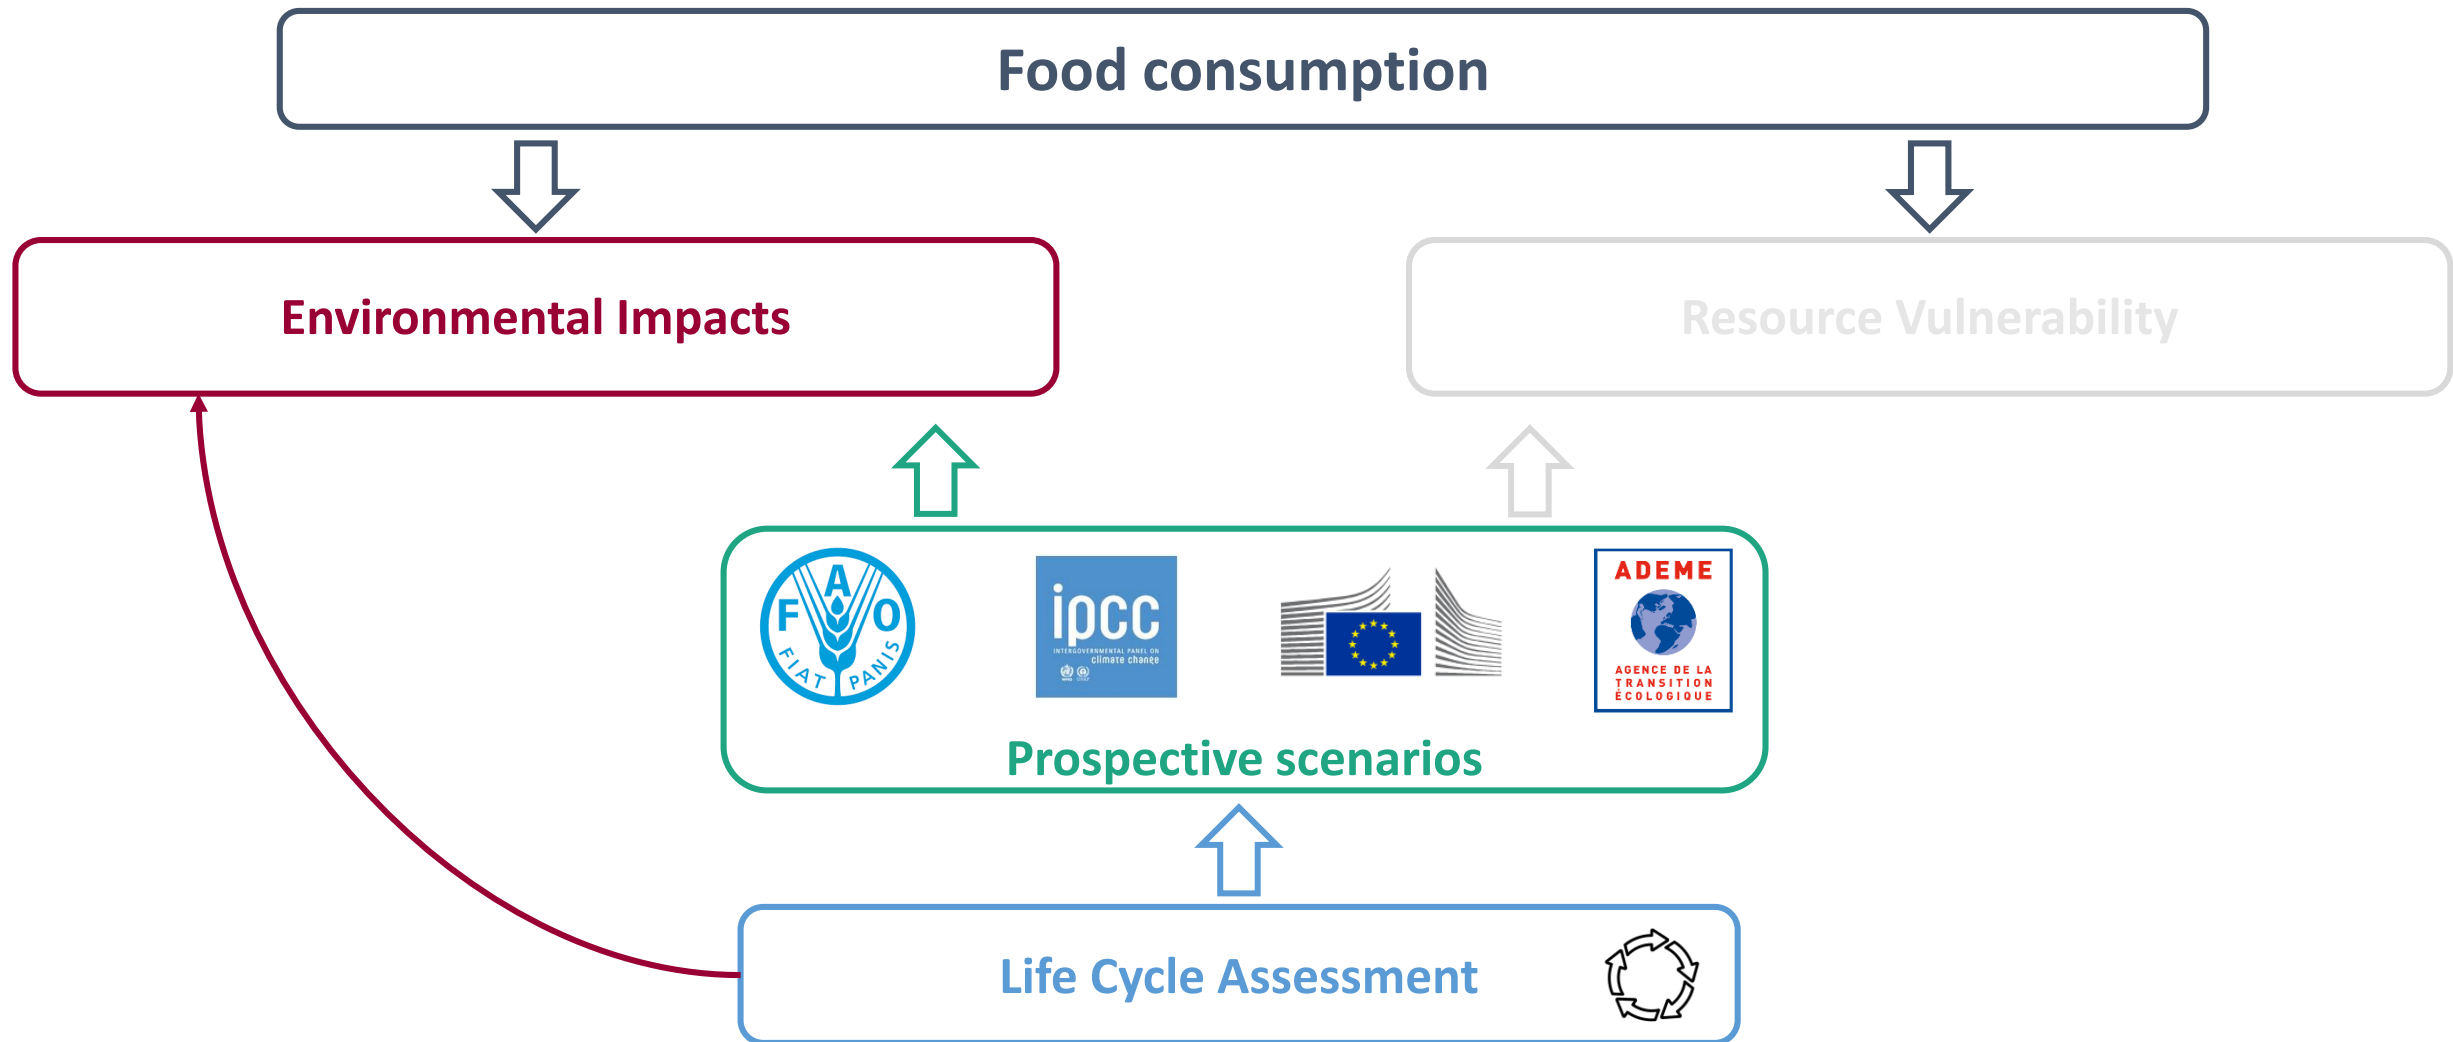 Food consumption
Environmental Impacts
Resource Vulnerability
F A O
FIAT PANIS
ipcc
INTERGOVERNMENTAL PANEL ON
climate change
ADEME
AGENCE DE LA
TRANSITION
ÉCOLOGIQUE
Prospective scenarios
Life Cycle Assessment